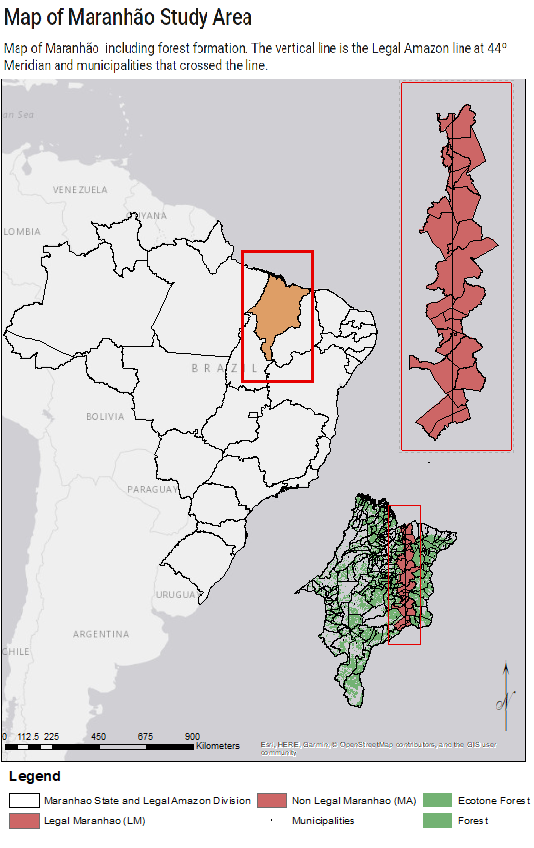 Map of Maranhão Study Area
Map of Maranhão including forest formation. The vertical line is the Legal Amazon line at 44º
Meridian and municipalities that crossed the line.
an Sea
VENEZUELA
UYANA
LOMBIA
BRAZIL
BOLIVIA
PARAGUAY
URUGUA
ARGENTINA
CHILE
N
0 112.5 225 450 675 900
Kilometers
Esri, HERE, Garmin, © OpenStreetMap contributors, and the GIS user
community
Legend
Maranhao State and Legal Amazon Division
Non Legal Maranhao (MA)
Ecotone Forest
Legal Maranhao (LM)
Municipalities
Forest